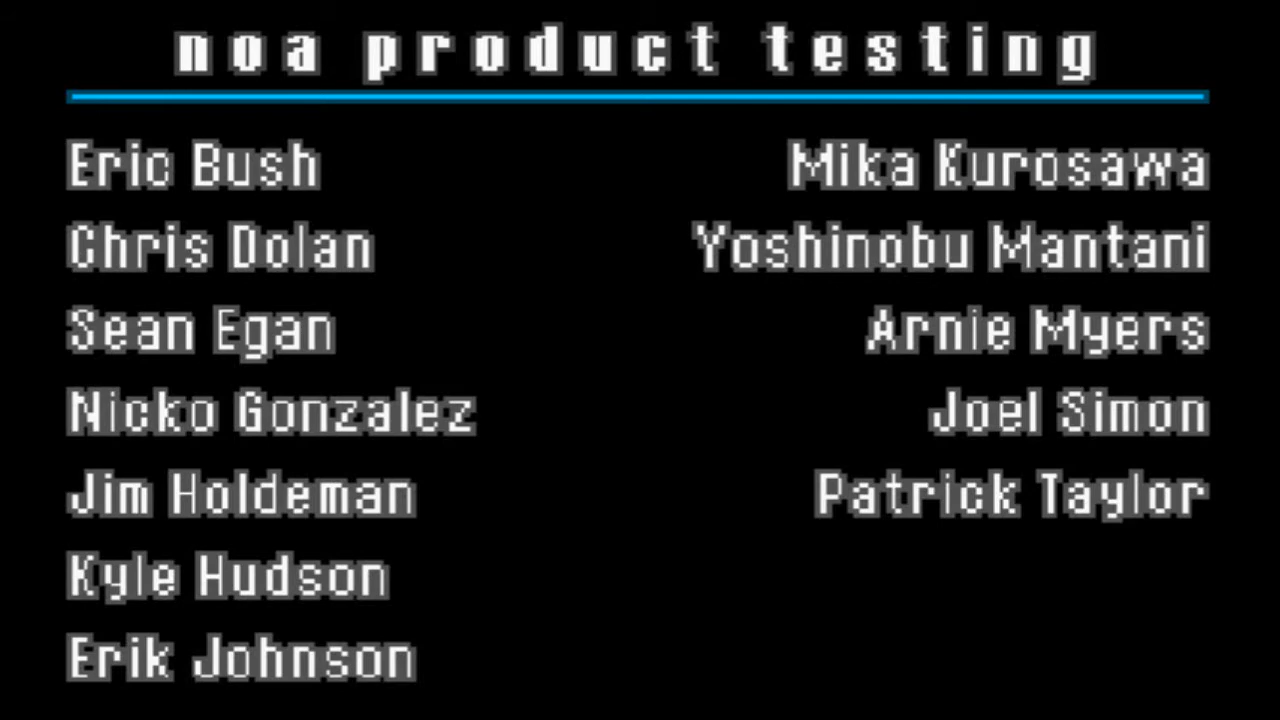 noa product testing
Eric Bush
Mika Kurosawa
Chris Dolan
Yoshinobu Mantani
Sean Egan
Arnie Myers
Nicko Gonzalez
Joel Simon
Jim Holdeman
Patrick Taylor
Kyle Hudson
Erik Johnson